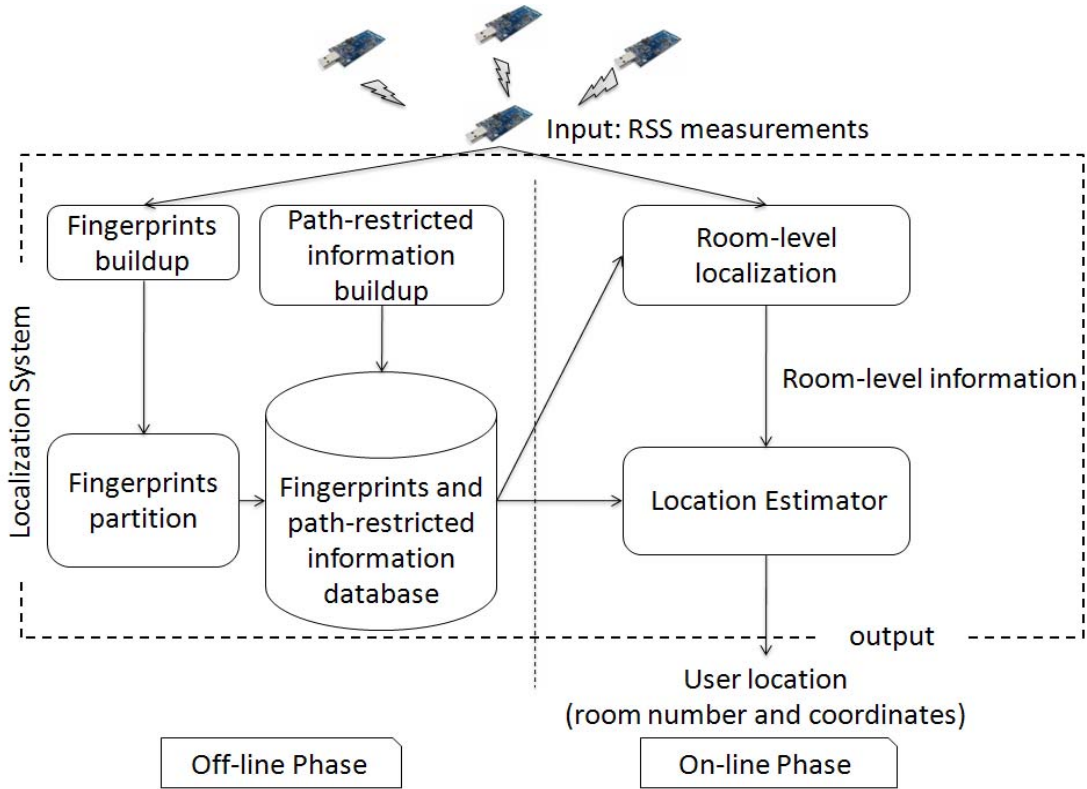 Input: RSS measurements
Localization System
Fingerprints
buildup
Path-restricted
information
buildup
Room-level
localization
Room-level information
Fingerprints
partition
Fingerprints and
path-restricted
information
database
Location Estimator
output
User location
(room number and coordinates)
Off-line Phase
On-line Phase